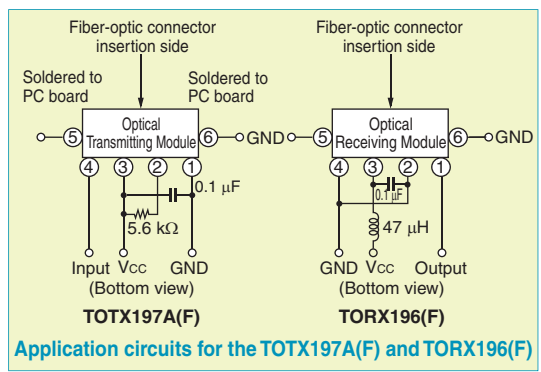 Fiber-optic connector
insertion side
Fiber-optic connector
insertion side
Soldered to
PC board
Soldered to
PC board
Optical
Transmitting Module
Optical
Receiving Module
5
6
GND
5
6
GND
4
3
2
1
4
3
2
1
0.1 µF
0.1 µF
5.6 kΩ
47 µH
Input
Vcc
GND
GND
Vcc
Output
(Bottom view)
(Bottom view)
TOTX197A(F)
TORX196(F)
Application circuits for the TOTX197A(F) and TORX196(F)